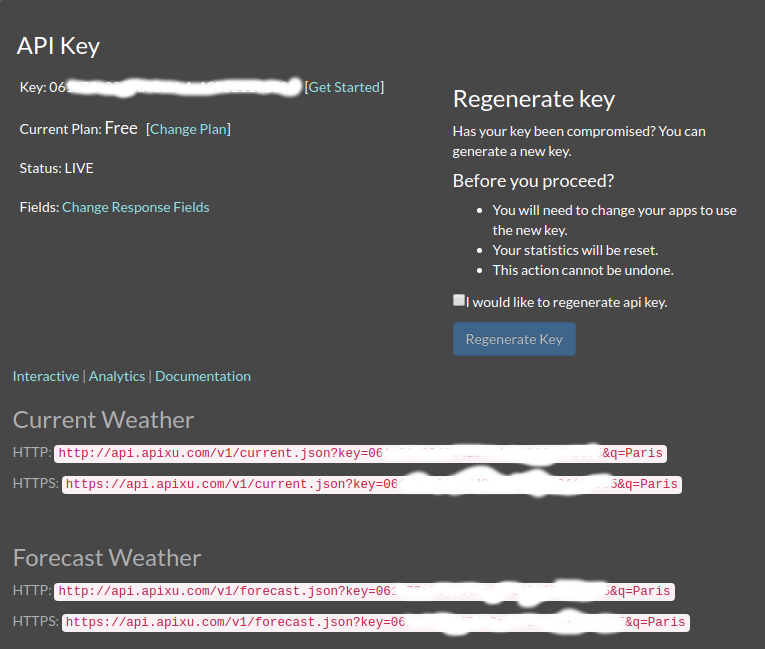 API Key
Key: 06 [Get Started]
Current Plan: Free [Change Plan]
Status: LIVE
Fields: Change Response Fields
Regenerate key
Has your key been compromised? You can
generate a new key.
Before you proceed?
• You will need to change your apps to use
the new key.
• Your statistics will be reset.
• This action cannot be undone.
I would like to regenerate api key.
Regenerate Key
Interactive | Analytics | Documentation
Current Weather
HTTP: http://api.apixu.com/v1/current.json?key=06 &q=Paris
HTTPS: https://api.apixu.com/v1/current.json?key=06 5&q=Paris
Forecast Weather
HTTP: http://api.apixu.com/v1/forecast.json?key=06 5&q=Paris
HTTPS: https://api.apixu.com/v1/forecast.json?key=06 &q=Paris